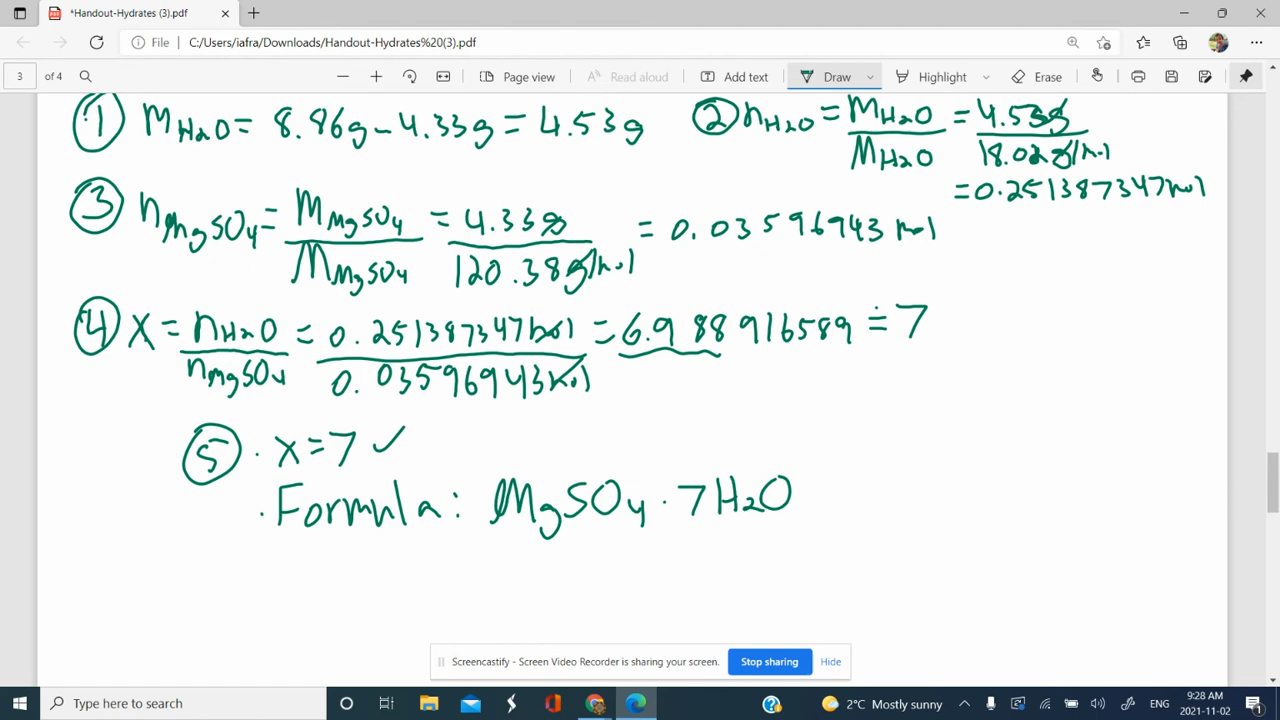 *Handout-Hydrates (3).pdf
File C:/Users/iafra/Downloads/Handout-Hydrates%20(3).pdf
3 of 4 Page view Read aloud Add text Draw Highlight Erase
① mH₂O = 8.86g - 4.33g = 4.53g
② nH₂O = mH₂O / MH₂O = 4.53g / 18.02g/mol
= 0.251387347mol
③ nMgSO₄ = mMgSO₄ / MMgSO₄ = 4.33g / 120.38g/mol = 0.03596943 mol
④ X = nH₂O / nMgSO₄ = 0.251387347mol / 0.03596943mol = 6.988916589 ≐ 7
⑤ · x = 7 ✓
· Formula: MgSO₄ · 7H₂O
Screencastify - Screen Video Recorder is sharing your screen. Stop sharing Hide
Type here to search
2°C Mostly sunny ENG 9:28 AM
2021-11-02